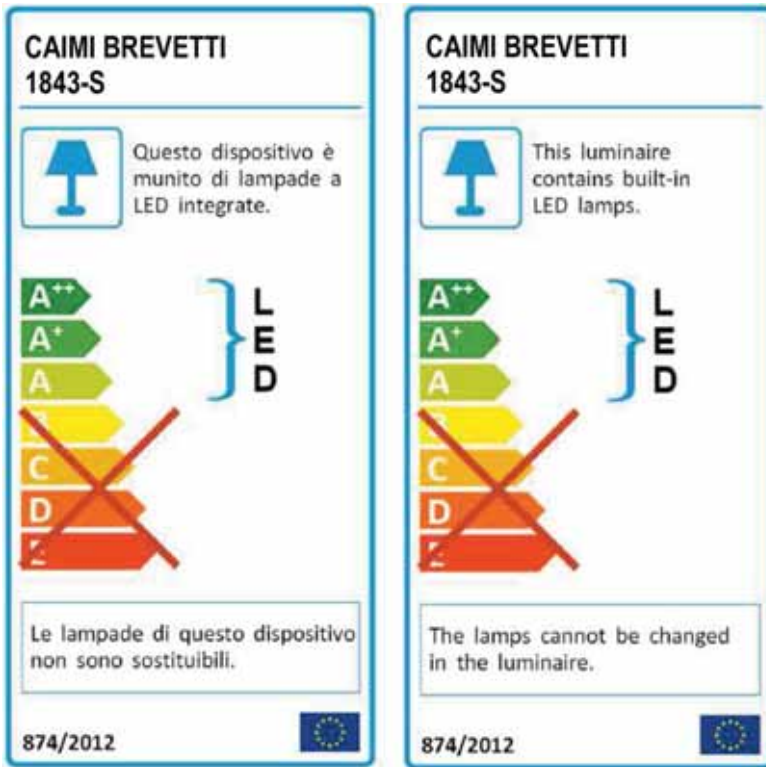 CAIMI BREVETTI
1843-S
Questo dispositivo è
munito di lampade a
LED integrate.
A++
A+
A
B
C
D
E
L
E
D
Le lampade di questo dispositivo
non sono sostituibili.
874/2012
CAIMI BREVETTI
1843-S
This luminaire
contains built-in
LED lamps.
A++
A+
A
B
C
D
E
L
E
D
The lamps cannot be changed
in the luminaire.
874/2012